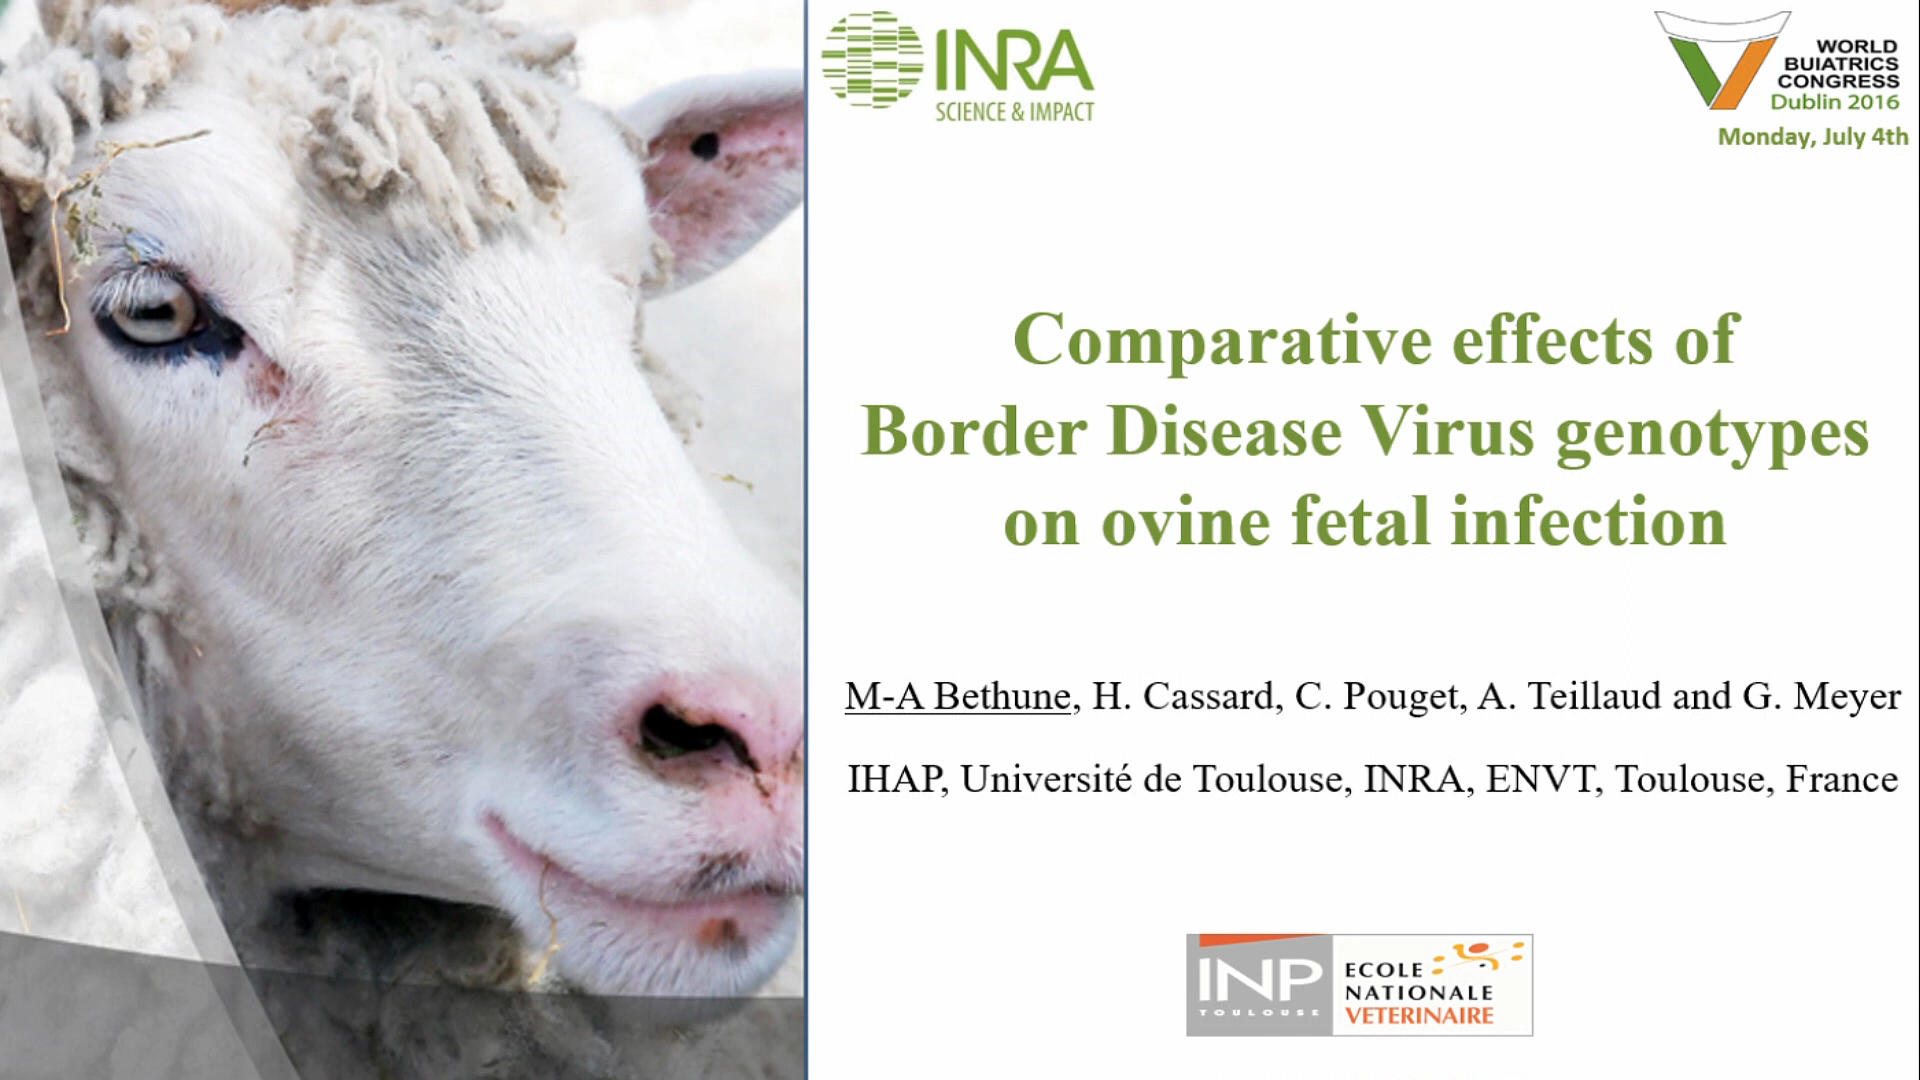 INRA
SCIENCE & IMPACT
WORLD
BUIATRICS
CONGRESS
Dublin 2016
Monday, July 4th
Comparative effects of
Border Disease Virus genotypes
on ovine fetal infection
M-A Bethune, H. Cassard, C. Pouget, A. Teillaud and G. Meyer
IHAP, Université de Toulouse, INRA, ENVT, Toulouse, France
INP
TOULOUSE
ECOLE
NATIONALE
VETERINAIRE